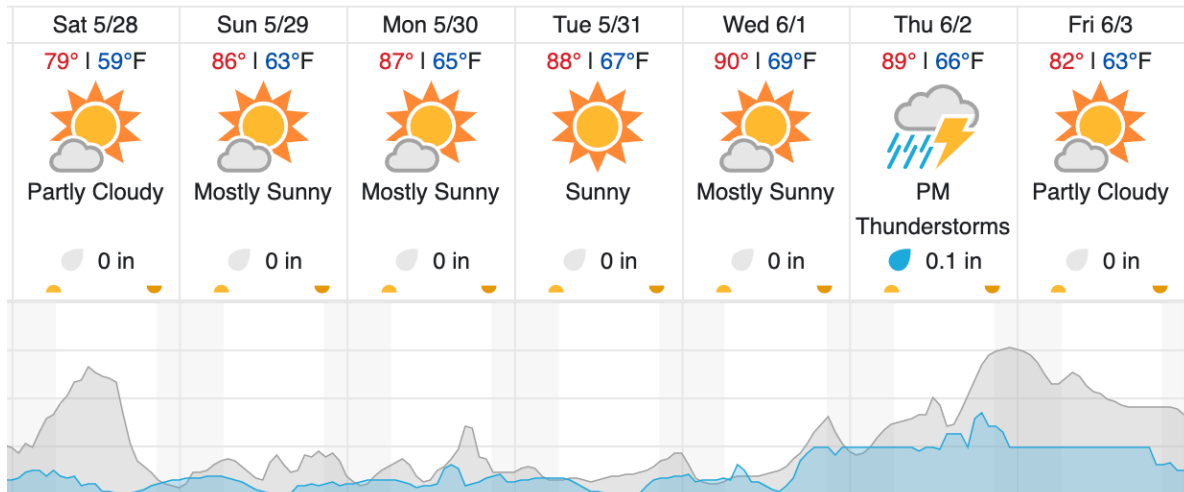 Sat 5/28 Sun 5/29 Mon 5/30 Tue 5/31 Wed 6/1 Thu 6/2 Fri 6/3
79° | 59°F 86° | 63°F 87° | 65°F 88° | 67°F 90° | 69°F 89° | 66°F 82° | 63°F
Partly Cloudy Mostly Sunny Mostly Sunny Sunny Mostly Sunny PM Partly Cloudy
Thunderstorms
0 in 0 in 0 in 0 in 0 in 0.1 in 0 in